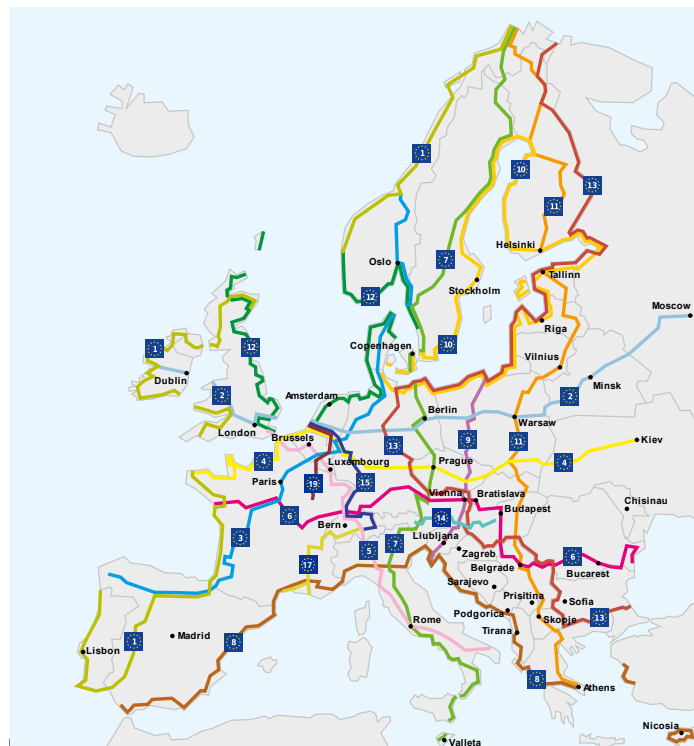 1
10
13
11
Helsinki
Oslo
7
Tallinn
12
Stockholm
Moscow
Riga
10
Copenhagen
1
12
Vilnius
Dublin
Minsk
2
2
Amsterdam
Berlin
Warsaw
London
Brussels
13
9
11
Kiev
4
Luxembourg
Prague
4
Paris
19
15
Vienna
Bratislava
Chisinau
6
14
Budapest
Bern
3
Liubljana
5
7
Zagreb
6
17
Belgrade
Bucarest
Sarajevo
Prisitina
Sofia
Podgorica
Skopje
13
Rome
Tirana
Madrid
1
8
Lisbon
8
Athens
Nicosia
Valleta